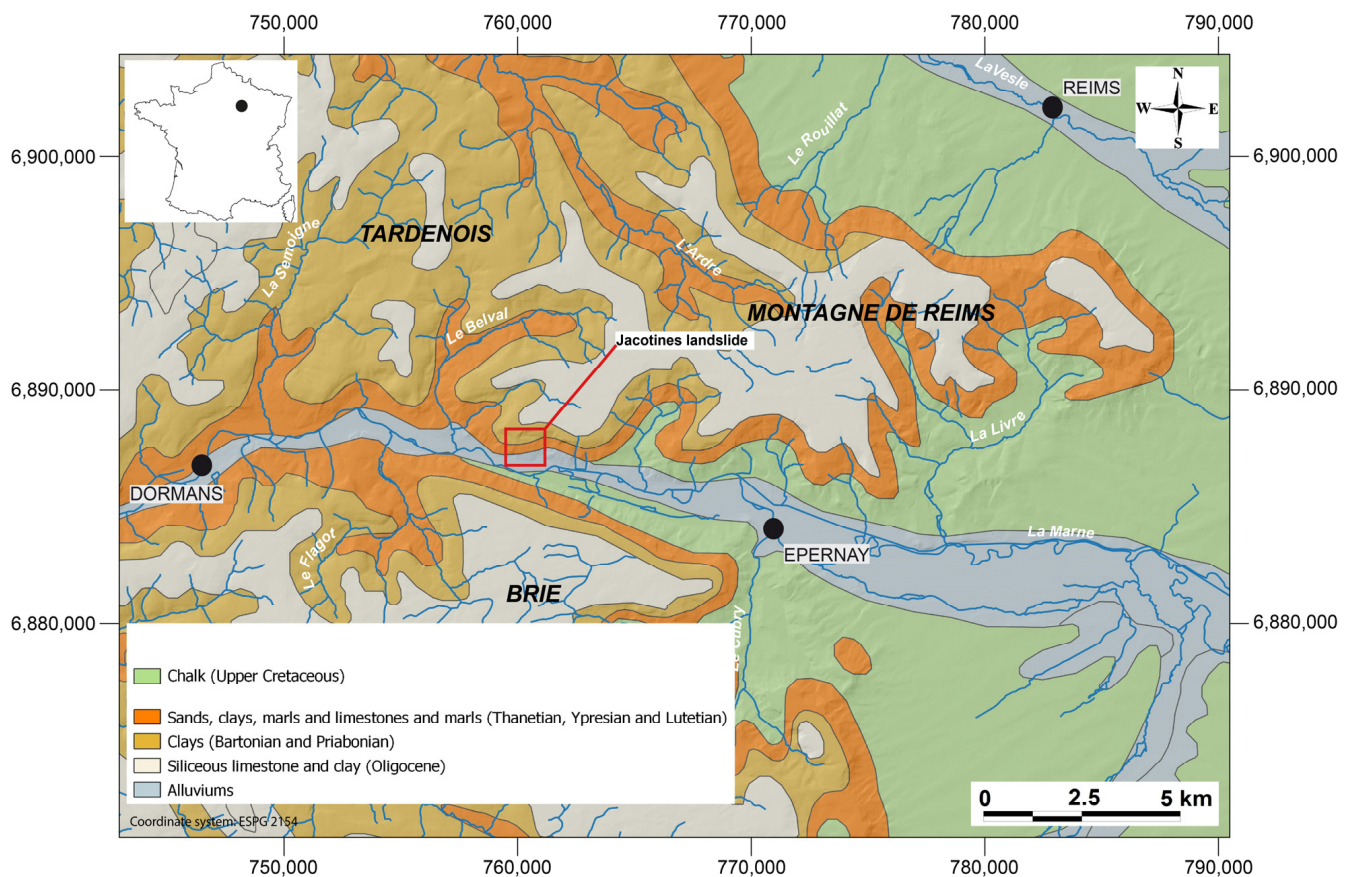 750,000 760,000 770,000 780,000 790,000
LaVesle
REIMS
N
W E
S
Le Rouillat
6,900,000 6,900,000
TARDENOIS
La Semoigne
L'Ardre
MONTAGNE DE REIMS
Le Belval
Jacotines landslide
6,890,000 6,890,000
La Livre
DORMANS
La Marne
EPERNAY
Le Flagot
BRIE
6,880,000 6,880,000
Le Cubry
Chalk (Upper Cretaceous)
Sands, clays, marls and limestones and marls (Thanetian, Ypresian and Lutetian)
Clays (Bartonian and Priabonian)
Siliceous limestone and clay (Oligocene)
Alluviums
0 2.5 5 km
Coordinate system: ESPG 2154
750,000 760,000 770,000 780,000 790,000